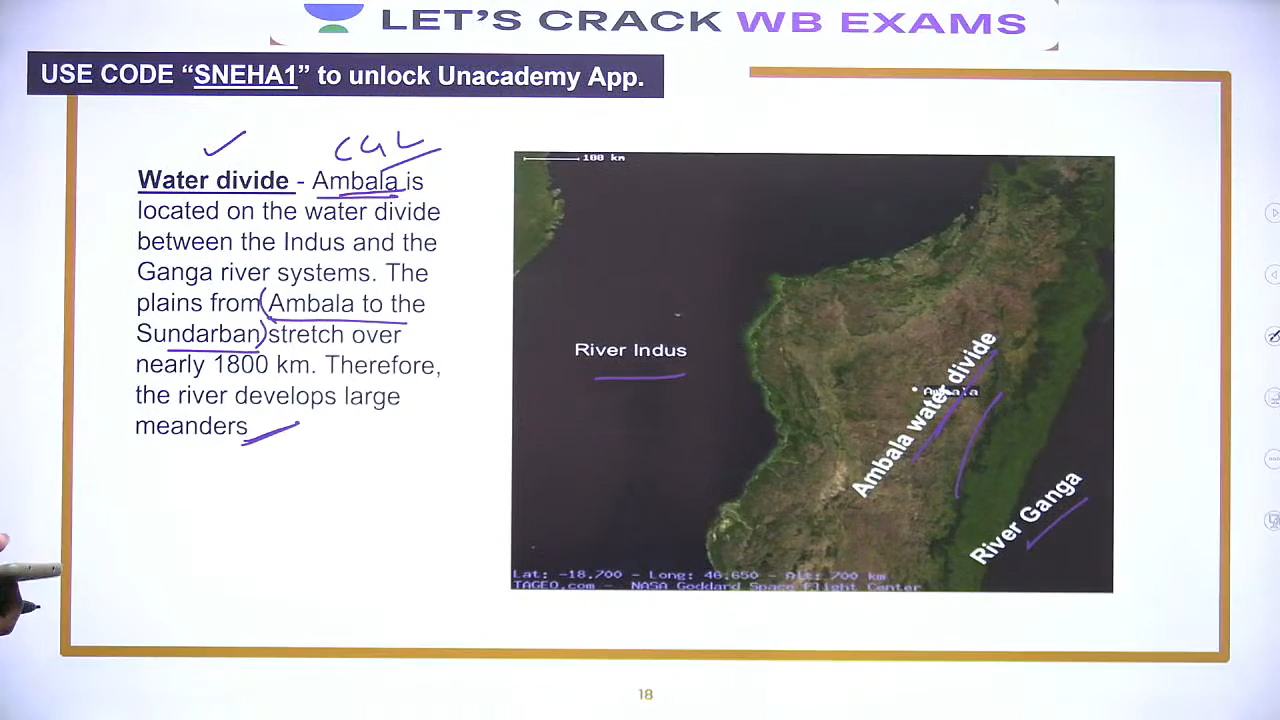 LET'S CRACK WB EXAMS
USE CODE “SNEHA1” to unlock Unacademy App.
CGL
Water divide - Ambala is
located on the water divide
between the Indus and the
Ganga river systems. The
plains from (Ambala to the
Sundarban) stretch over
nearly 1800 km. Therefore,
the river develops large
meanders
100 km
River Indus
Ambala
Ambala water divide
River Ganga
Lat: -18.700 - Long: 46.650 - Alt: 700 km
TAGEO.com - NASA Goddard Space Flight Center
18